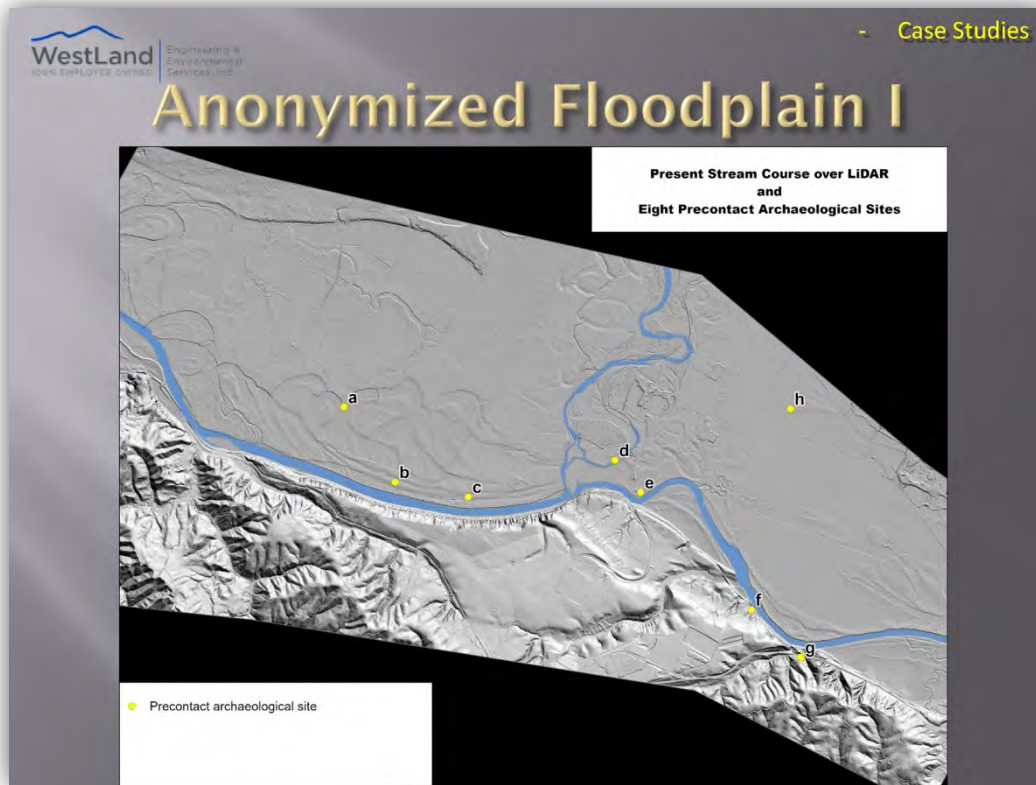 - Case Studies
WestLand
100% EMPLOYEE OWNED
Engineering &
Environmental
Services, Inc.
Anonymized Floodplain I
Present Stream Course over LiDAR
and
Eight Precontact Archaeological Sites
a
h
b
c
d
e
f
g
Precontact archaeological site